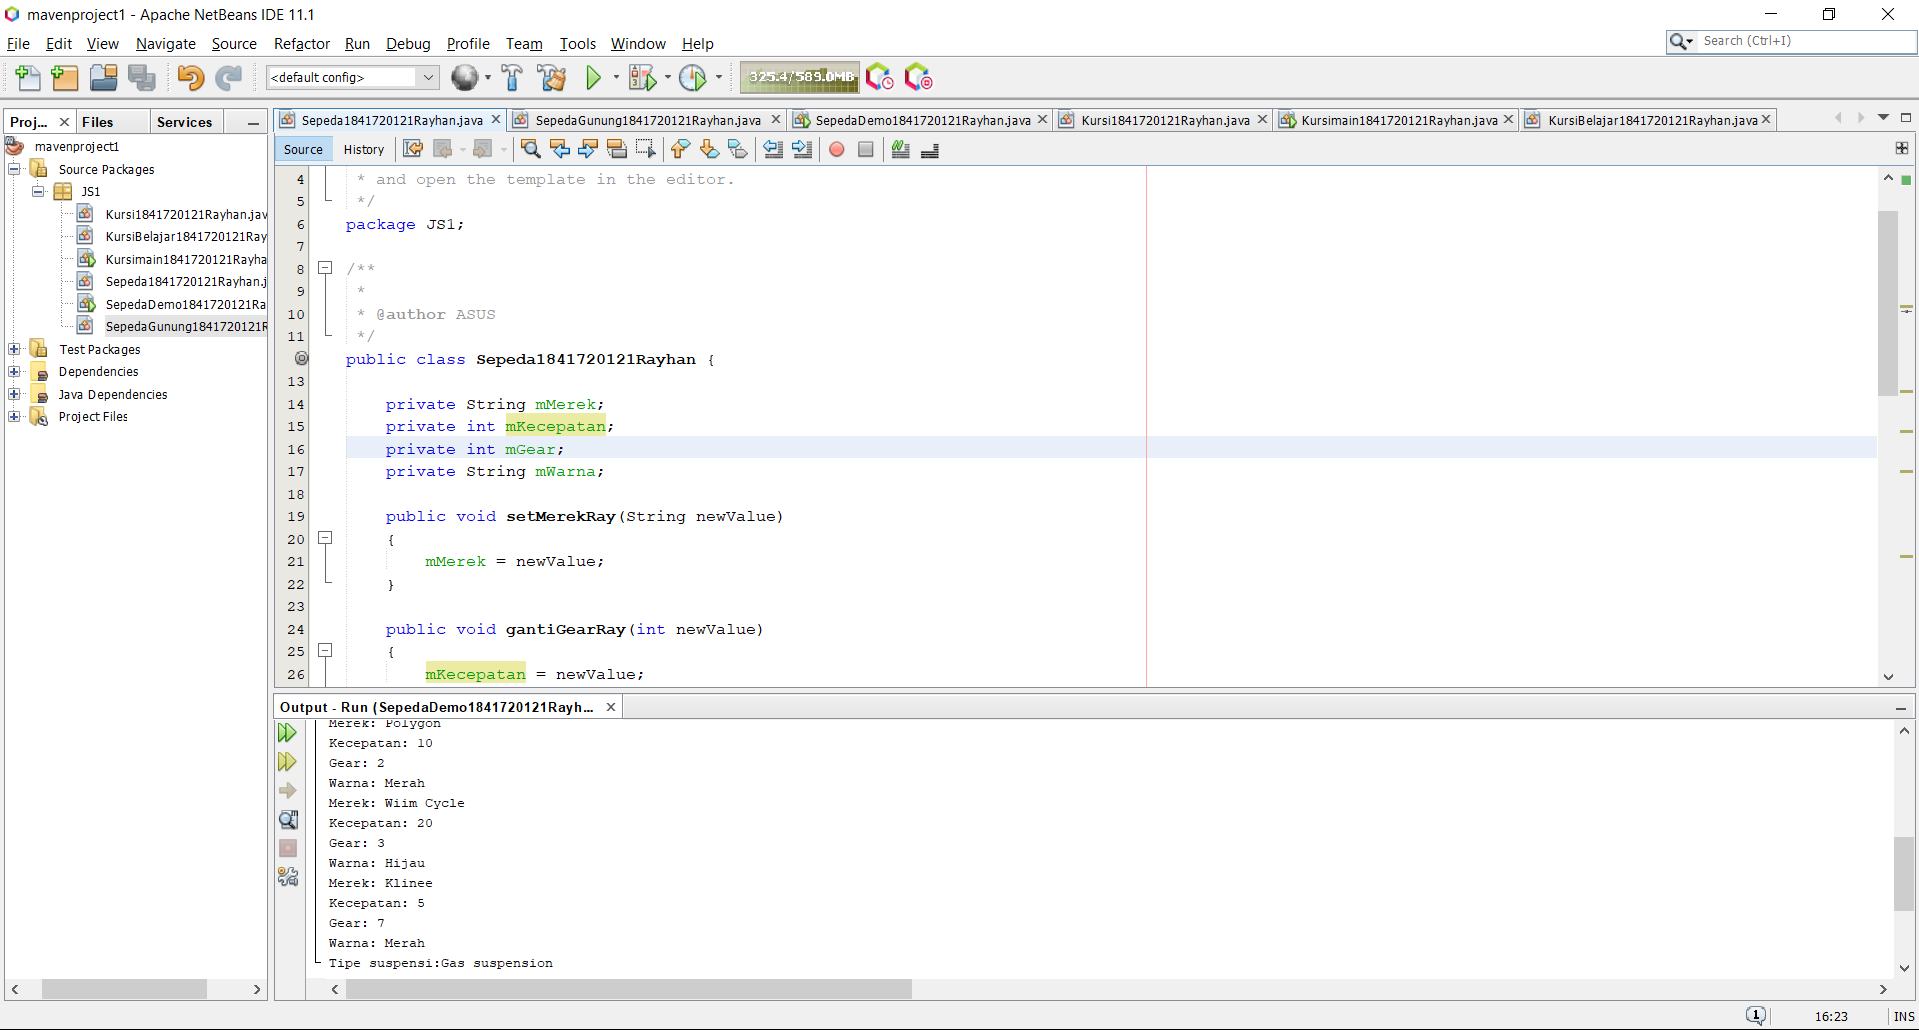 mavenproject1 - Apache NetBeans IDE 11.1
File Edit View Navigate Source Refactor Run Debug Profile Team Tools Window Help
Search (Ctrl+I)
<default config>
325.4/589.0MB
Proj... Files Services
Sepeda1841720121Rayhan.java SepedaGunung1841720121Rayhan.java SepedaDemo1841720121Rayhan.java Kursi1841720121Rayhan.java Kursimain1841720121Rayhan.java KursiBelajar1841720121Rayhan.java
Source History
mavenproject1
Source Packages
JS1
Kursi1841720121Rayhan.jav
KursiBelajar1841720121Ray
Kursimain1841720121Rayha
Sepeda1841720121Rayhan.j
SepedaDemo1841720121Ra
SepedaGunung1841720121R
Test Packages
Dependencies
Java Dependencies
Project Files
4 * and open the template in the editor.
5 */
6 package JS1;
7
8 /**
9 *
10 * @author ASUS
11 */
public class Sepeda1841720121Rayhan {
13
14 private String mMerek;
15 private int mKecepatan;
16 private int mGear;
17 private String mWarna;
18
19 public void setMerekRay(String newValue)
20 {
21 mMerek = newValue;
22 }
23
24 public void gantiGearRay(int newValue)
25 {
26 mKecepatan = newValue;
Output - Run (SepedaDemo1841720121Rayh...
Merek: Polygon
Kecepatan: 10
Gear: 2
Warna: Merah
Merek: Wiim Cycle
Kecepatan: 20
Gear: 3
Warna: Hijau
Merek: Klinee
Kecepatan: 5
Gear: 7
Warna: Merah
Tipe suspensi:Gas suspension
1 16:23 INS